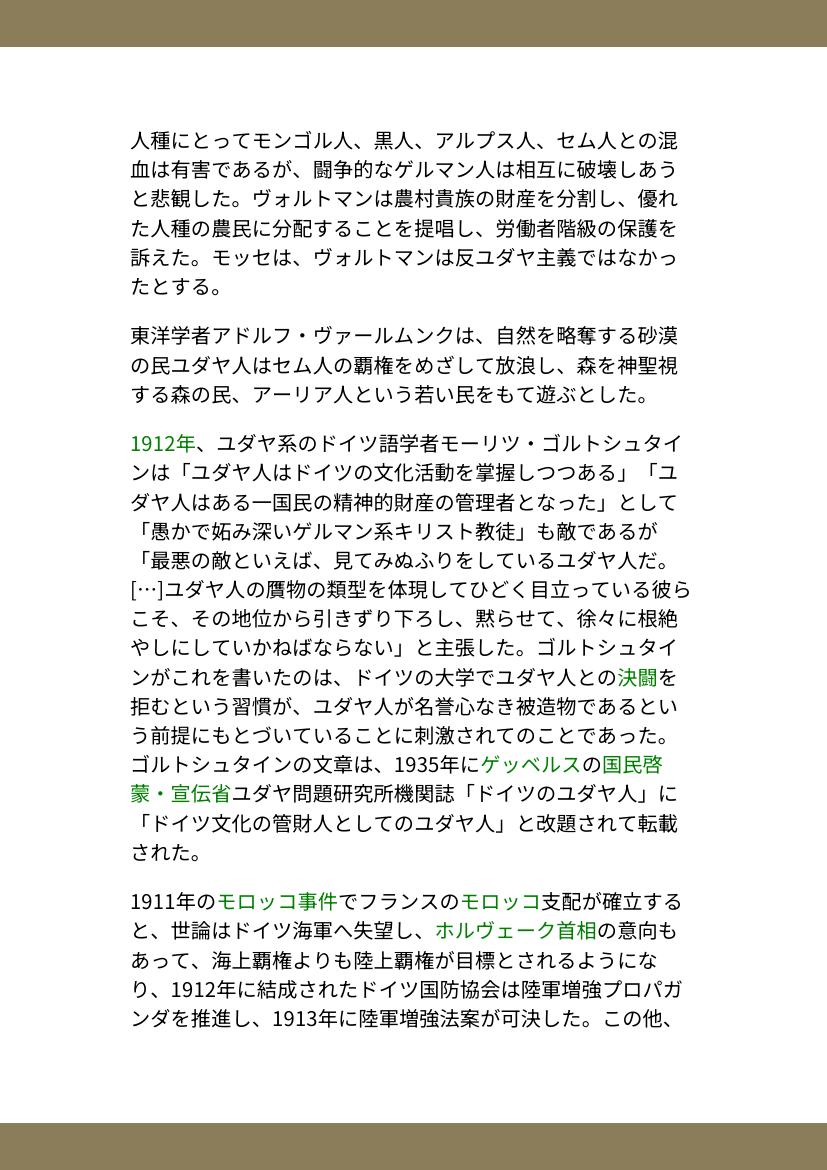 人種にとってモンゴル人、黒人、アルプス人、セム人との混
血は有害であるが、闘争的なゲルマン人は相互に破壊しあう
と悲観した。ヴォルトマンは農村貴族の財産を分割し、優れ
た人種の農民に分配することを提唱し、労働者階級の保護を
訴えた。モッセは、ヴォルトマンは反ユダヤ主義ではなかっ
たとする。
東洋学者アドルフ・ヴァールムンクは、自然を略奪する砂漠
の民ユダヤ人はセム人の覇権をめざして放浪し、森を神聖視
する森の民、アーリア人という若い民をもて遊ぶとした。
1912年、ユダヤ系のドイツ語学者モーリツ・ゴルトシュタイ
ンは「ユダヤ人はドイツの文化活動を掌握しつつある」「ユ
ダヤ人はある一国民の精神的財産の管理者となった」として
「愚かで妬み深いゲルマン系キリスト教徒」も敵であるが
「最悪の敵といえば、見てみぬふりをしているユダヤ人だ。
[…]ユダヤ人の贋物の類型を体現してひどく目立っている彼ら
こそ、その地位から引きずり下ろし、黙らせて、徐々に根絶
やしにしていかねばならない」と主張した。ゴルトシュタイ
ンがこれを書いたのは、ドイツの大学でユダヤ人との決闘を
拒むという習慣が、ユダヤ人が名誉心なき被造物であるとい
う前提にもとづいていることに刺激されてのことであった。
ゴルトシュタインの文章は、1935年にゲッベルスの国民啓
蒙・宣伝省ユダヤ問題研究所機関誌「ドイツのユダヤ人」に
「ドイツ文化の管財人としてのユダヤ人」と改題されて転載
された。
1911年のモロッコ事件でフランスのモロッコ支配が確立する
と、世論はドイツ海軍へ失望し、ホルヴェーク首相の意向も
あって、海上覇権よりも陸上覇権が目標とされるようにな
り、1912年に結成されたドイツ国防協会は陸軍増強プロパガ
ンダを推進し、1913年に陸軍増強法案が可決した。この他、